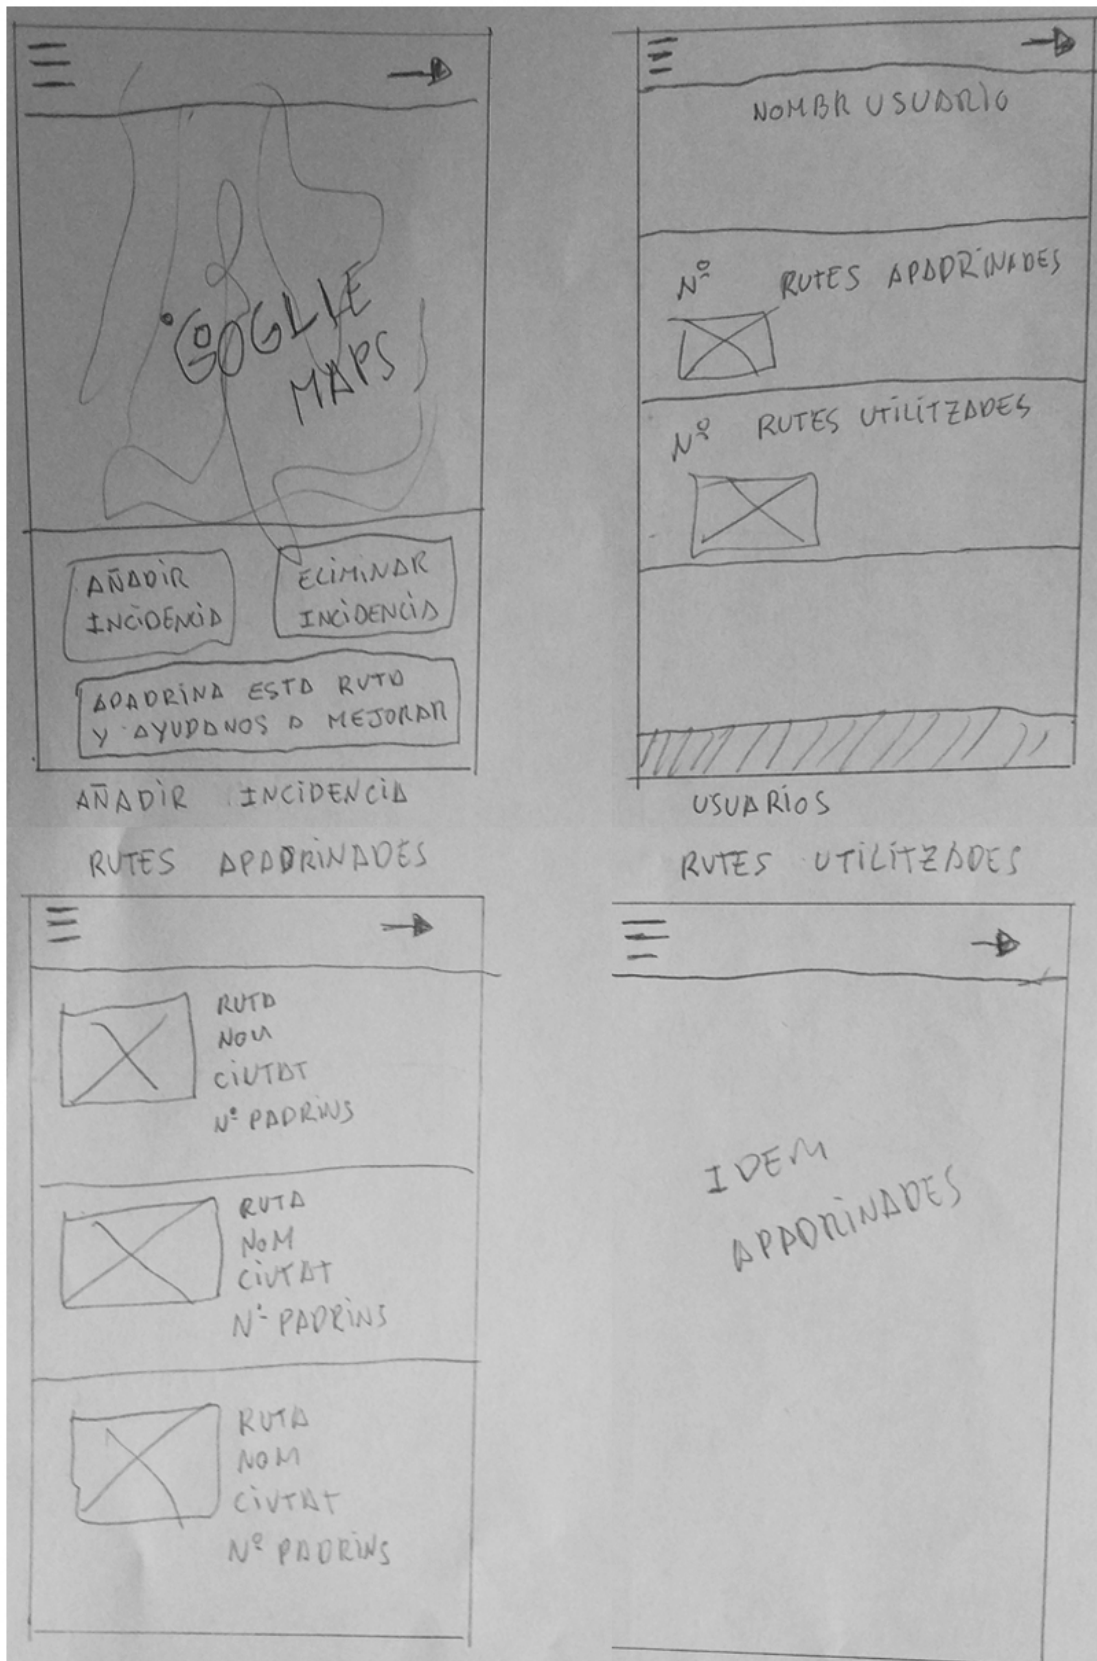 GOOGLLE
MAPS
AÑADIR
INCIDENCIA
ELIMINAR
INCIDENCIA
APADRINA ESTA RUTA
Y AYUDANOS A MEJORAR
AÑADIR INCIDENCIA
NOMBR USUARIO
Nº RUTES APADRINADES
Nº RUTES UTILITZADES
USUARIOS
RUTES APADRINADES
RUTA
NOM
CIUTAT
Nº PADRINS
RUTA
NOM
CIUTAT
Nº PADRINS
RUTA
NOM
CIUTAT
Nº PADRINS
RUTES UTILITZADES
IDEM
APADRINADES